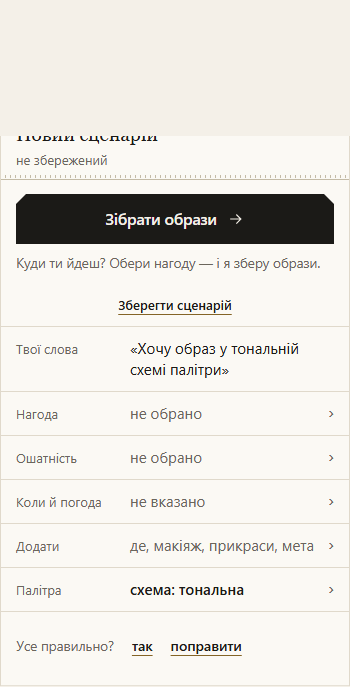 Новий сценарій
не збережений
Зібрати образи →
Куди ти йдеш? Обери нагоду — і я зберу образи.
Зберегти сценарій
Твої слова «Хочу образ у тональній
схемі палітри»
Нагода не обрано ›
Ошатність не обрано ›
Коли й погода не вказано ›
Додати де, макіяж, прикраси, мета ›
Палітра схема: тональна ›
Усе правильно? так поправити